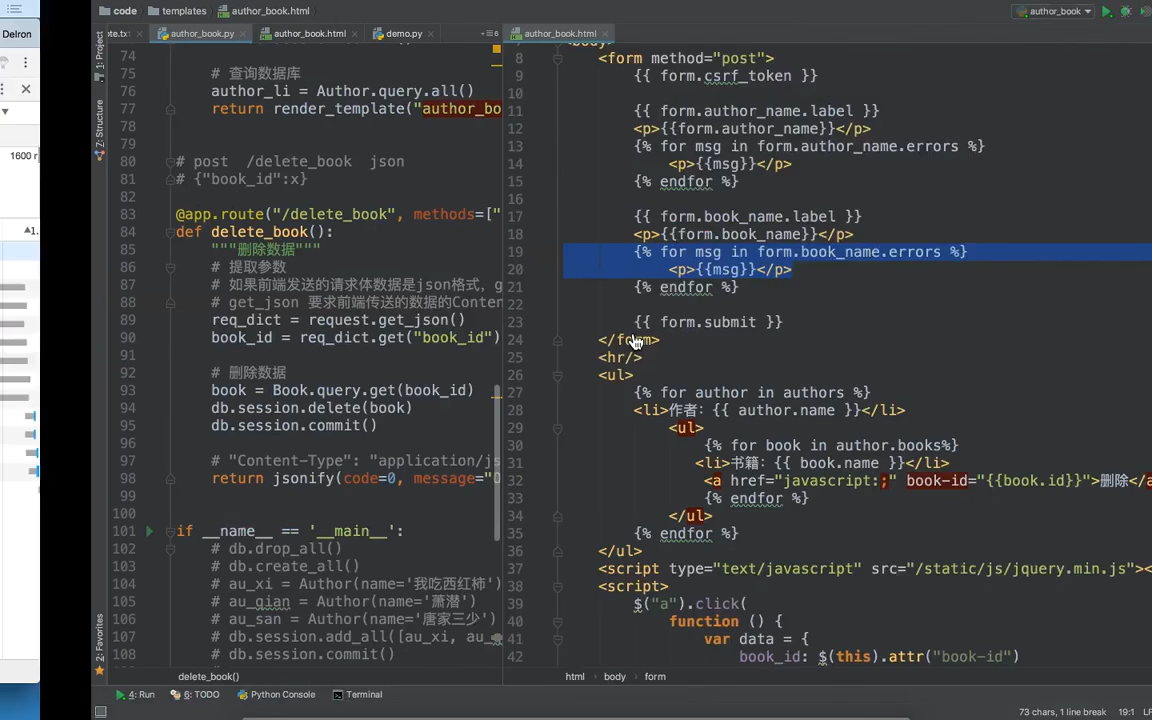 Delron
1600 r
1.
code
templates
author_book.html
author_book
te.txt
author_book.py
author_book.html
demo.py
6
author_book.html
1: Project
7: Structure
2: Favorites
74
75 # 查询数据库
76 author_li = Author.query.all()
77 return render_template("author_bo
78
79
80 # post /delete_book json
81 # {"book_id":x}
82
83 @app.route("/delete_book", methods=["
84 def delete_book():
85 """删除数据"""
86 # 提取参数
87 # 如果前端发送的请求体数据是json格式，g
88 # get_json 要求前端传送的数据的Conten
89 req_dict = request.get_json()
90 book_id = req_dict.get("book_id")
91
92 # 删除数据
93 book = Book.query.get(book_id)
94 db.session.delete(book)
95 db.session.commit()
96
97 # "Content-Type": "application/js
98 return jsonify(code=0, message="O
99
100
101 if __name__ == '__main__':
102 # db.drop_all()
103 # db.create_all()
104 # au_xi = Author(name='我吃西红柿')
105 # au_qian = Author(name='萧潜')
106 # au_san = Author(name='唐家三少')
107 # db.session.add_all([au_xi, au_
108 # db.session.commit()
delete_book()
<body>
8 <form method="post">
9 {{ form.csrf_token }}
10
11 {{ form.author_name.label }}
12 <p>{{form.author_name}}</p>
13 {% for msg in form.author_name.errors %}
14 <p>{{msg}}</p>
15 {% endfor %}
16
17 {{ form.book_name.label }}
18 <p>{{form.book_name}}</p>
19 {% for msg in form.book_name.errors %}
20 <p>{{msg}}</p>
21 {% endfor %}
22
23 {{ form.submit }}
24 </form>
25 <hr/>
26 <ul>
27 {% for author in authors %}
28 <li>作者：{{ author.name }}</li>
29 <ul>
30 {% for book in author.books%}
31 <li>书籍：{{ book.name }}</li>
32 <a href="javascript:;" book-id="{{book.id}}">删除</a
33 {% endfor %}
34 </ul>
35 {% endfor %}
36 </ul>
37 <script type="text/javascript" src="/static/js/jquery.min.js"><
38 <script>
39 $("a").click(
40 function () {
41 var data = {
42 book_id: $(this).attr("book-id")
html
body
form
4: Run
6: TODO
Python Console
Terminal
73 chars, 1 line break
19:1
LF